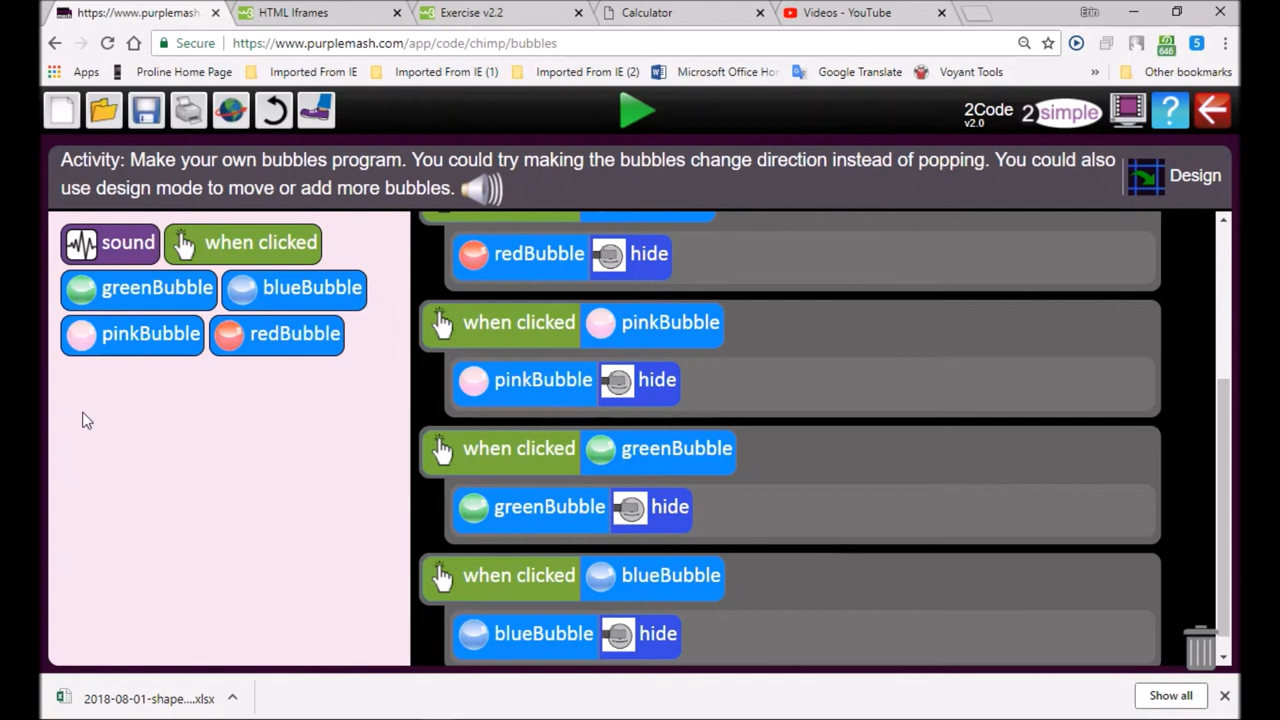 https://www.purplemash.
HTML Iframes
Exercise v2.2
Calculator
Videos - YouTube
Secure
https://www.purplemash.com/app/code/chimp/bubbles
646
5
Apps
Proline Home Page
Imported From IE
Imported From IE (1)
Imported From IE (2)
Microsoft Office Hor
Google Translate
Voyant Tools
»
Other bookmarks
2Code
v2.0
2simple
?
Activity: Make your own bubbles program. You could try making the bubbles change direction instead of popping. You could also
use design mode to move or add more bubbles.
Design
sound
when clicked
greenBubble
blueBubble
pinkBubble
redBubble
redBubble hide
when clicked pinkBubble
pinkBubble hide
when clicked greenBubble
greenBubble hide
when clicked blueBubble
blueBubble hide
2018-08-01-shape....xlsx
Show all